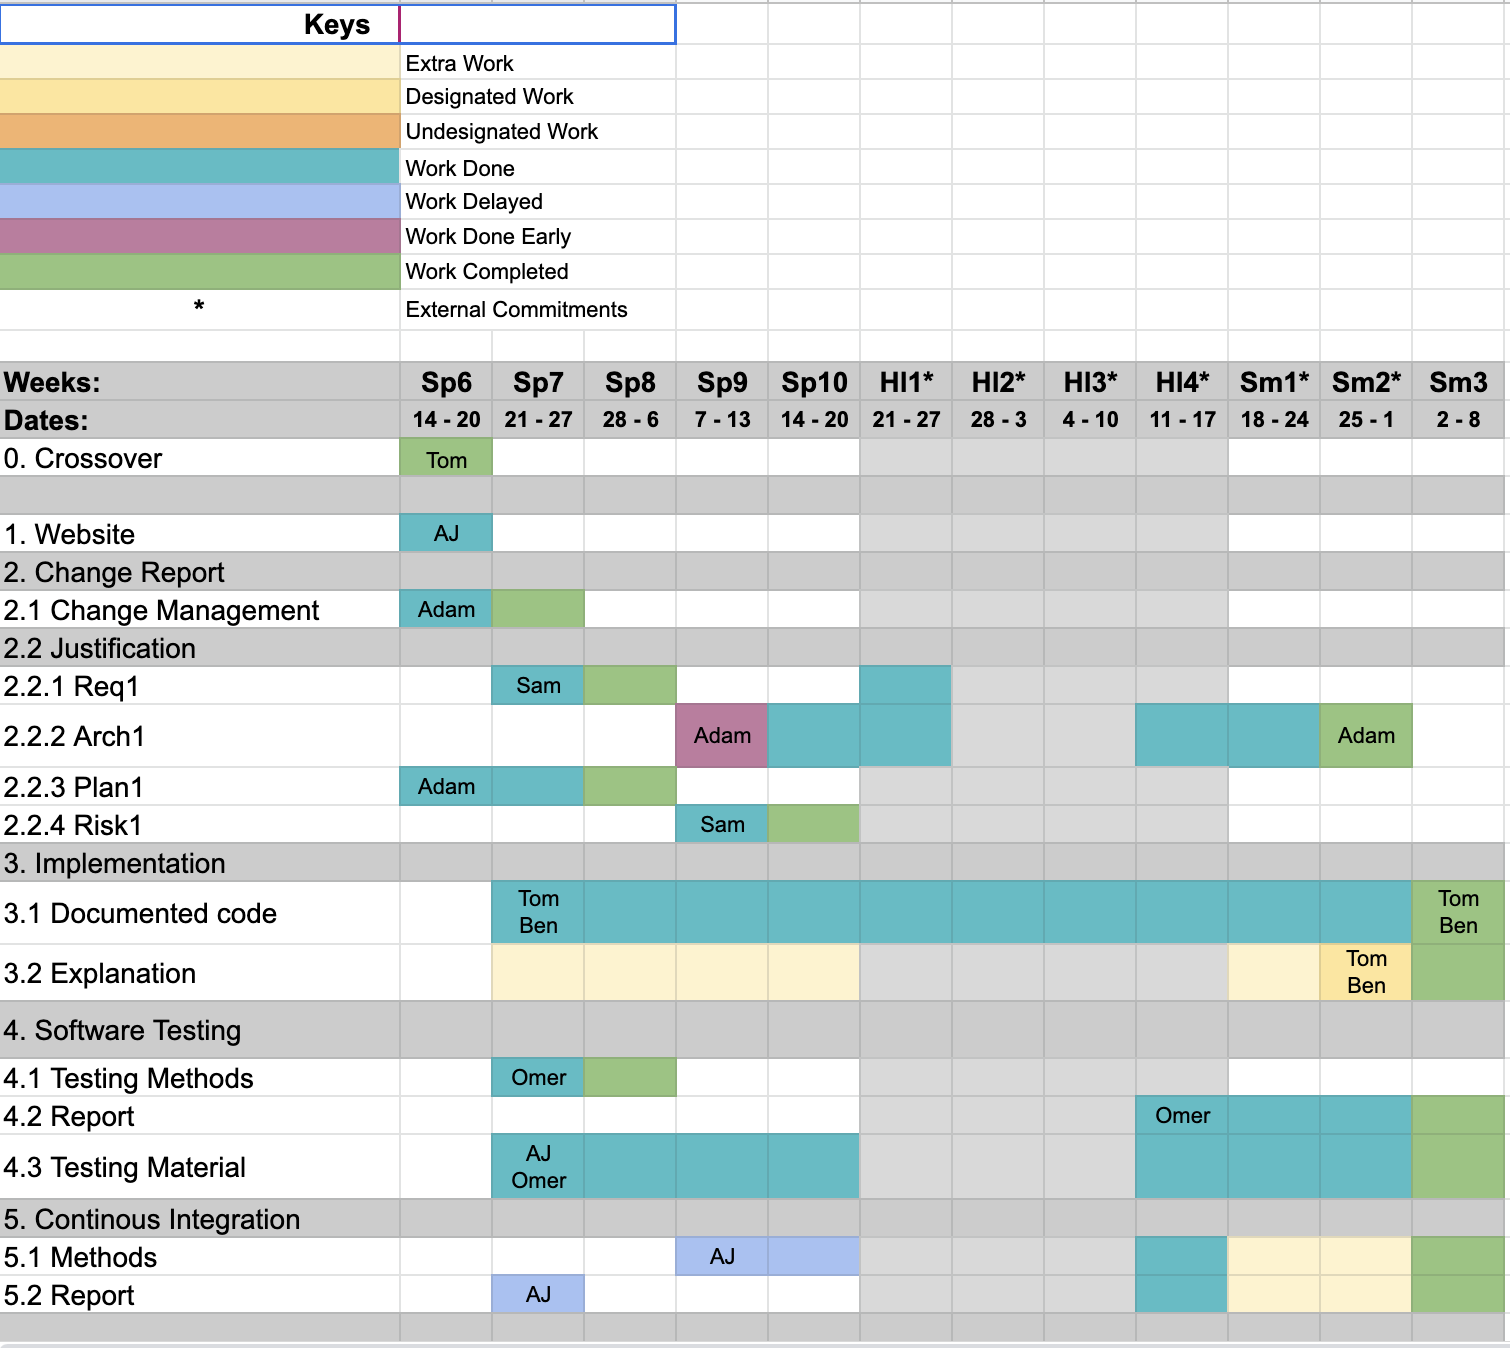 Keys
Extra Work
Designated Work
Undesignated Work
Work Done
Work Delayed
Work Done Early
Work Completed
* External Commitments
Weeks: Sp6 Sp7 Sp8 Sp9 Sp10 Hl1* Hl2* Hl3* Hl4* Sm1* Sm2* Sm3
Dates: 14 - 20 21 - 27 28 - 6 7 - 13 14 - 20 21 - 27 28 - 3 4 - 10 11 - 17 18 - 24 25 - 1 2 - 8
0. Crossover Tom
1. Website AJ
2. Change Report
2.1 Change Management Adam
2.2 Justification
2.2.1 Req1 Sam
2.2.2 Arch1 Adam Adam
2.2.3 Plan1 Adam
2.2.4 Risk1 Sam
3. Implementation
3.1 Documented code Tom Ben Tom Ben
3.2 Explanation Tom Ben
4. Software Testing
4.1 Testing Methods Omer
4.2 Report Omer
4.3 Testing Material AJ Omer
5. Continous Integration
5.1 Methods AJ
5.2 Report AJ